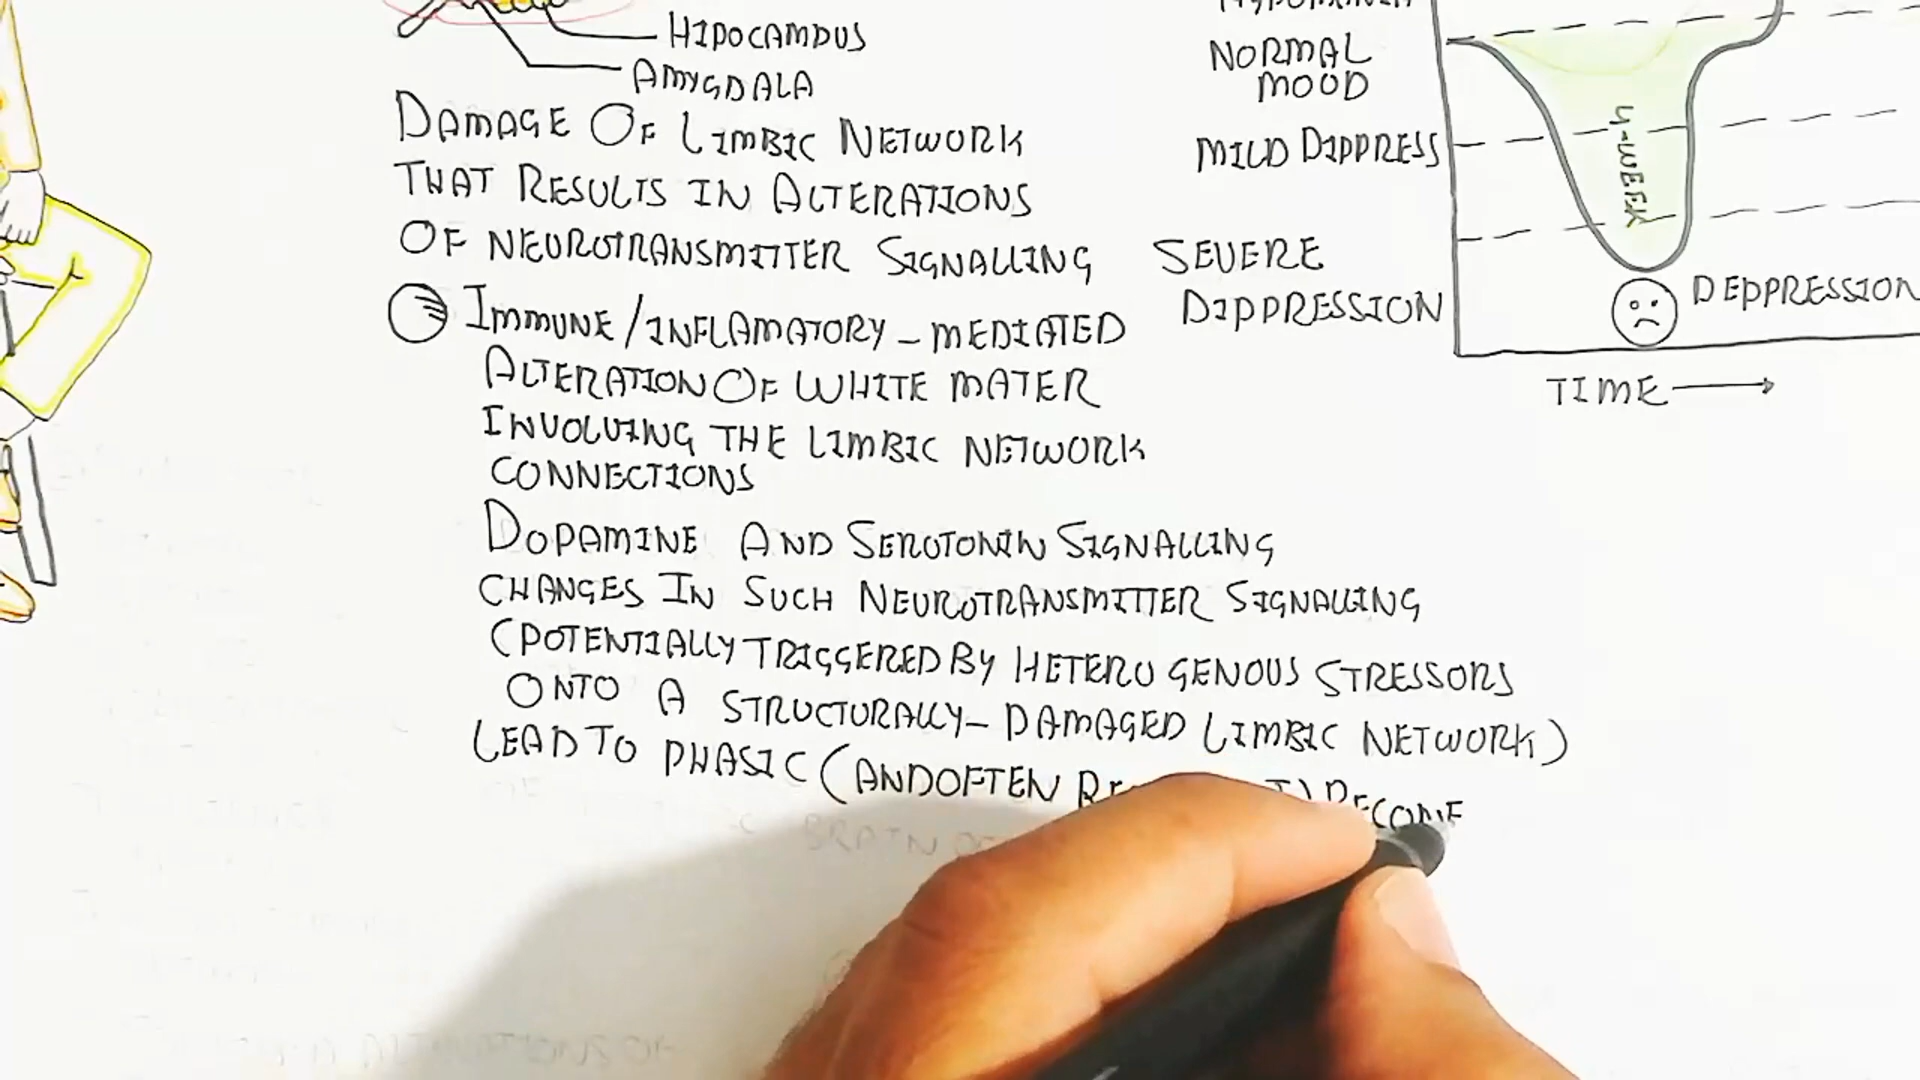 HIPOCAMPUS
AMYGDALA
DAMAGE OF LIMBIC NETWORK
THAT RESULTS IN ALTERATIONS
OF NEUROTRANSMITTER SIGNALLING
IMMUNE/INFLAMATORY-MEDIATED
ALTERATION OF WHITE MATER
INVOLVING THE LIMBIC NETWORK
CONNECTIONS
DOPAMINE AND SEROTONIN SIGNALLING
CHANGES IN SUCH NEUROTRANSMITTER SIGNALLING
(POTENTIALLY TRIGGERED BY HETERO GENOUS STRESSORS
ONTO A STRUCTURALLY-DAMAGED LIMBIC NETWORK)
LEAD TO PHASIC (AND OFTEN
NORMAL
MOOD
MILD DIPPRESS
SEVERE
DIPPRESSION
4-WEEK
DEPPRESSION
TIME